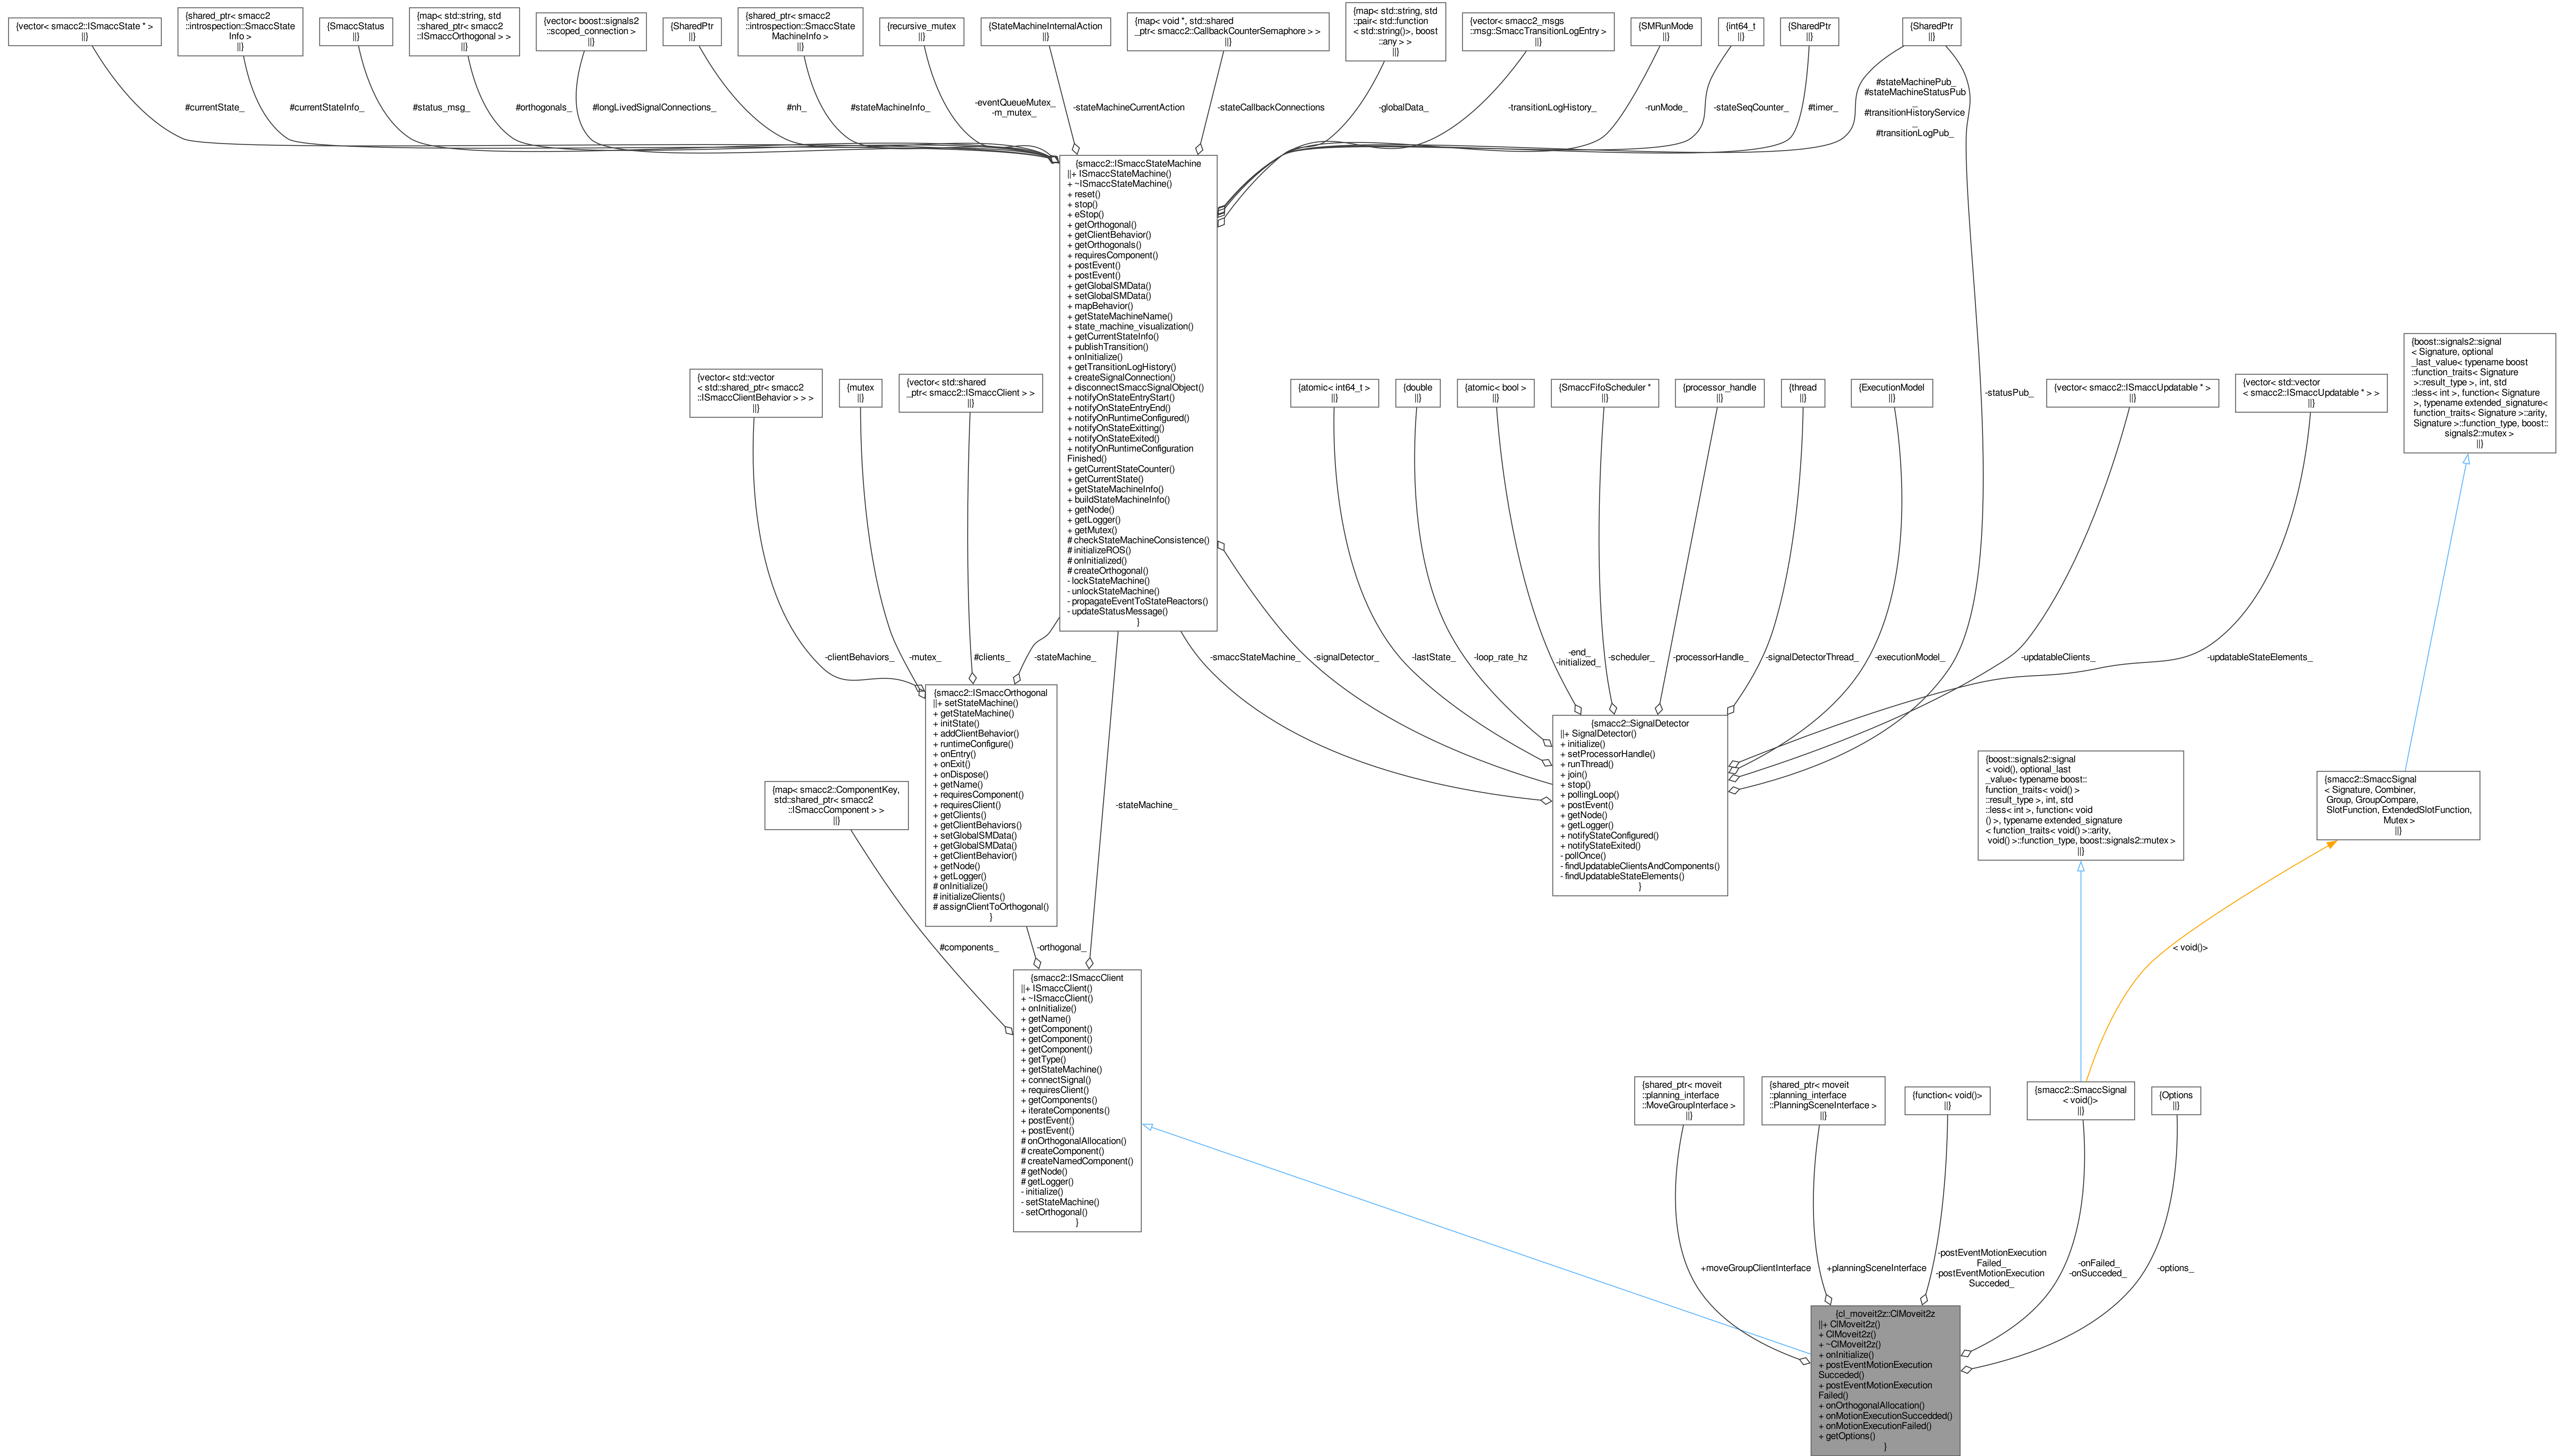 {vector< smacc2::ISmaccState * >
||}
{shared_ptr< smacc2
::introspection::SmaccState
Info >
||}
{SmaccStatus
||}
{map< std::string, std
::shared_ptr< smacc2
::ISmaccOrthogonal > >
||}
{vector< boost::signals2
::scoped_connection >
||}
{SharedPtr
||}
{shared_ptr< smacc2
::introspection::SmaccState
MachineInfo >
||}
{recursive_mutex
||}
{StateMachineInternalAction
||}
{map< void *, std::shared
_ptr< smacc2::CallbackCounterSemaphore > >
||}
{map< std::string, std
::pair< std::function
< std::string()>, boost
::any > >
||}
{vector< smacc2_msgs
::msg::SmaccTransitionLogEntry >
||}
{SMRunMode
||}
{int64_t
||}
{SharedPtr
||}
{SharedPtr
||}
#currentState_
#currentStateInfo_
#status_msg_
#orthogonals_
#longLivedSignalConnections_
#nh_
#stateMachineInfo_
-eventQueueMutex_
-m_mutex_
-stateMachineCurrentAction
-stateCallbackConnections
-globalData_
-transitionLogHistory_
-runMode_
-stateSeqCounter_
#timer_
#stateMachinePub_
#stateMachineStatusPub
_
#transitionHistoryService
_
#transitionLogPub_
{smacc2::ISmaccStateMachine
||+ ISmaccStateMachine()
+ ~ISmaccStateMachine()
+ reset()
+ stop()
+ eStop()
+ getOrthogonal()
+ getClientBehavior()
+ getOrthogonals()
+ requiresComponent()
+ postEvent()
+ postEvent()
+ getGlobalSMData()
+ setGlobalSMData()
+ mapBehavior()
+ getStateMachineName()
+ state_machine_visualization()
+ getCurrentStateInfo()
+ publishTransition()
+ onInitialize()
+ getTransitionLogHistory()
+ createSignalConnection()
+ disconnectSmaccSignalObject()
+ notifyOnStateEntryStart()
+ notifyOnStateEntryEnd()
+ notifyOnRuntimeConfigured()
+ notifyOnStateExitting()
+ notifyOnStateExited()
+ notifyOnRuntimeConfiguration
Finished()
+ getCurrentStateCounter()
+ getCurrentState()
+ getStateMachineInfo()
+ buildStateMachineInfo()
+ getNode()
+ getLogger()
+ getMutex()
# checkStateMachineConsistence()
# initializeROS()
# onInitialized()
# createOrthogonal()
- lockStateMachine()
- unlockStateMachine()
- propagateEventToStateReactors()
- updateStatusMessage()
}
{vector< std::vector
< std::shared_ptr< smacc2
::ISmaccClientBehavior > > >
||}
{mutex
||}
{vector< std::shared
_ptr< smacc2::ISmaccClient > >
||}
{atomic< int64_t >
||}
{double
||}
{atomic< bool >
||}
{SmaccFifoScheduler *
||}
{processor_handle
||}
{thread
||}
{ExecutionModel
||}
-statusPub_
{vector< smacc2::ISmaccUpdatable * >
||}
{vector< std::vector
< smacc2::ISmaccUpdatable * > >
||}
{boost::signals2::signal
< Signature, optional
_last_value< typename boost
::function_traits< Signature
>::result_type >, int, std
::less< int >, function< Signature
>, typename extended_signature<
function_traits< Signature >::arity,
Signature >::function_type, boost::
signals2::mutex >
||}
-clientBehaviors_
-mutex_
#clients_
-stateMachine_
-smaccStateMachine_
-signalDetector_
-lastState_
-loop_rate_hz
-end_
-initialized_
-scheduler_
-processorHandle_
-signalDetectorThread_
-executionModel_
-updatableClients_
-updatableStateElements_
{smacc2::ISmaccOrthogonal
||+ setStateMachine()
+ getStateMachine()
+ initState()
+ addClientBehavior()
+ runtimeConfigure()
+ onEntry()
+ onExit()
+ onDispose()
+ getName()
+ requiresComponent()
+ requiresClient()
+ getClients()
+ getClientBehaviors()
+ setGlobalSMData()
+ getGlobalSMData()
+ getClientBehavior()
+ getNode()
+ getLogger()
# onInitialize()
# initializeClients()
# assignClientToOrthogonal()
}
{smacc2::SignalDetector
||+ SignalDetector()
+ initialize()
+ setProcessorHandle()
+ runThread()
+ join()
+ stop()
+ pollingLoop()
+ postEvent()
+ getNode()
+ getLogger()
+ notifyStateConfigured()
+ notifyStateExited()
- pollOnce()
- findUpdatableClientsAndComponents()
- findUpdatableStateElements()
}
{map< smacc2::ComponentKey,
std::shared_ptr< smacc2
::ISmaccComponent > >
||}
-stateMachine_
{boost::signals2::signal
< void(), optional_last
_value< typename boost::
function_traits< void() >
::result_type >, int, std
::less< int >, function< void
() >, typename extended_signature
< function_traits< void() >::arity,
void() >::function_type, boost::signals2::mutex >
||}
{smacc2::SmaccSignal
< Signature, Combiner,
Group, GroupCompare,
SlotFunction, ExtendedSlotFunction,
Mutex >
||}
#components_
-orthogonal_
< void()>
{smacc2::ISmaccClient
||+ ISmaccClient()
+ ~ISmaccClient()
+ onInitialize()
+ getName()
+ getComponent()
+ getComponent()
+ getComponent()
+ getType()
+ getStateMachine()
+ connectSignal()
+ requiresClient()
+ getComponents()
+ iterateComponents()
+ postEvent()
+ postEvent()
# onOrthogonalAllocation()
# createComponent()
# createNamedComponent()
# getNode()
# getLogger()
- initialize()
- setStateMachine()
- setOrthogonal()
}
{shared_ptr< moveit
::planning_interface
::MoveGroupInterface >
||}
{shared_ptr< moveit
::planning_interface
::PlanningSceneInterface >
||}
{function< void()>
||}
{smacc2::SmaccSignal
< void()>
||}
{Options
||}
+moveGroupClientInterface
+planningSceneInterface
-postEventMotionExecution
Failed_
-postEventMotionExecution
Succeded_
-onFailed_
-onSucceded_
-options_
{cl_moveit2z::ClMoveit2z
||+ ClMoveit2z()
+ ClMoveit2z()
+ ~ClMoveit2z()
+ onInitialize()
+ postEventMotionExecution
Succeded()
+ postEventMotionExecution
Failed()
+ onOrthogonalAllocation()
+ onMotionExecutionSuccedded()
+ onMotionExecutionFailed()
+ getOptions()
}